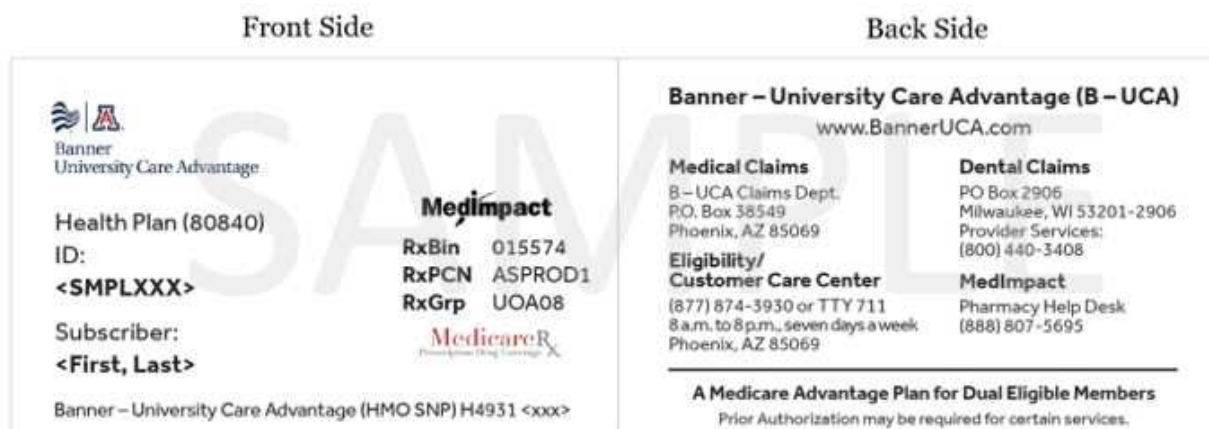 Front Side
Back Side
SAMPLE
Banner
University Care Advantage
Health Plan (80840)
ID:
<SMPLXXX>
Subscriber:
<First, Last>
MedImpact
RxBin 015574
RxPCN ASPROD1
RxGrp UOA08
MedicareRx
Prescription Drug Coverage
Banner – University Care Advantage (HMO SNP) H4931 <xxx>
Banner – University Care Advantage (B – UCA)
www.BannerUCA.com
Medical Claims
B – UCA Claims Dept.
P.O. Box 38549
Phoenix, AZ 85069
Eligibility/
Customer Care Center
(877) 874-3930 or TTY 711
8 a.m. to 8 p.m., seven days a week
Phoenix, AZ 85069
Dental Claims
PO Box 2906
Milwaukee, WI 53201-2906
Provider Services:
(800) 440-3408
MedImpact
Pharmacy Help Desk
(888) 807-5695
A Medicare Advantage Plan for Dual Eligible Members
Prior Authorization may be required for certain services.